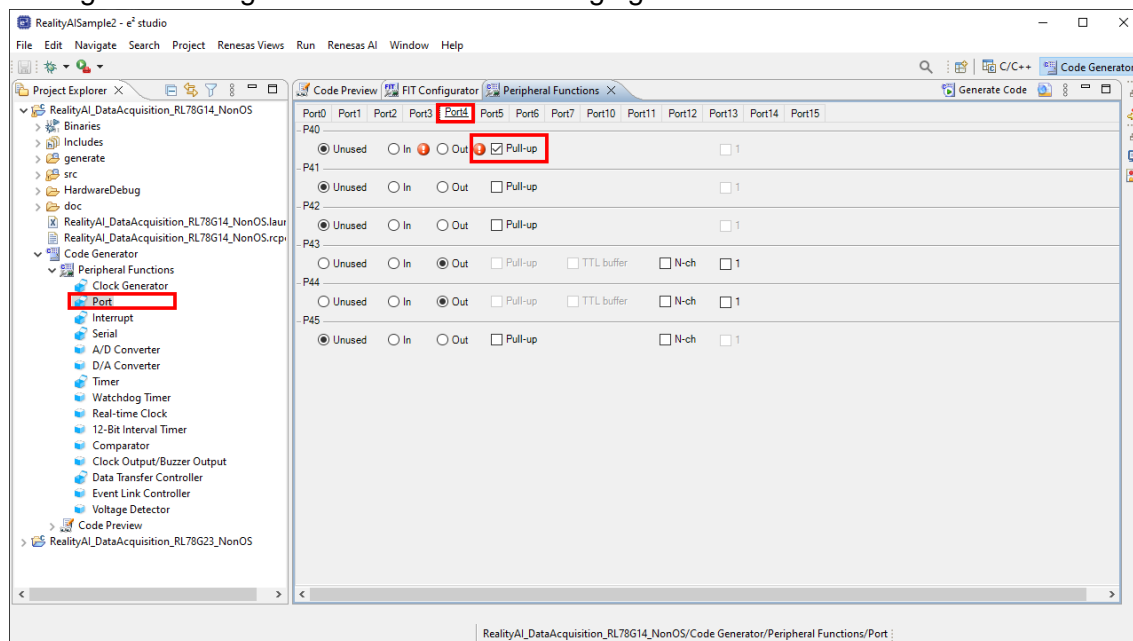 RealityAISample2 - e² studio
File Edit Navigate Search Project Renesas Views Run Renesas AI Window Help
C/C++ Code Generator
Project Explorer
Code Preview FIT Configurator Peripheral Functions Generate Code
RealityAI_DataAcquisition_RL78G14_NonOS
Binaries
Includes
generate
src
HardwareDebug
doc
RealityAI_DataAcquisition_RL78G14_NonOS.laun
RealityAI_DataAcquisition_RL78G14_NonOS.rcp
Code Generator
Peripheral Functions
Clock Generator
Port
Interrupt
Serial
A/D Converter
D/A Converter
Timer
Watchdog Timer
Real-time Clock
12-Bit Interval Timer
Comparator
Clock Output/Buzzer Output
Data Transfer Controller
Event Link Controller
Voltage Detector
Code Preview
RealityAI_DataAcquisition_RL78G23_NonOS
Port0 Port1 Port2 Port3 Port4 Port5 Port6 Port7 Port10 Port11 Port12 Port13 Port14 Port15
P40
Unused In Out Pull-up 1
P41
Unused In Out Pull-up 1
P42
Unused In Out Pull-up 1
P43
Unused In Out Pull-up TTL buffer N-ch 1
P44
Unused In Out Pull-up TTL buffer N-ch 1
P45
Unused In Out Pull-up N-ch 1
RealityAI_DataAcquisition_RL78G14_NonOS/Code Generator/Peripheral Functions/Port